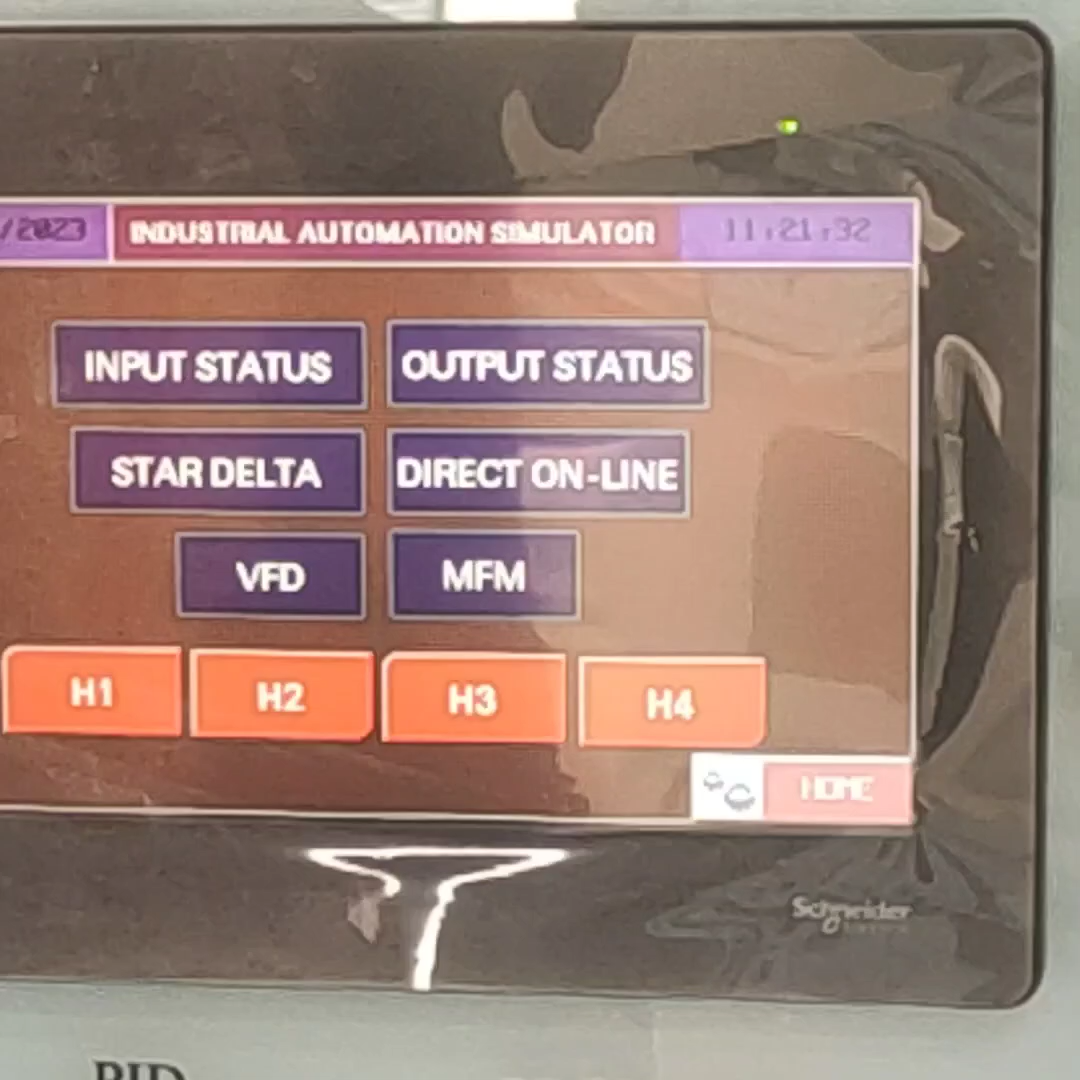 /2023 INDUSTRIAL AUTOMATION SIMULATOR 11:21:32
INPUT STATUS OUTPUT STATUS
STAR DELTA DIRECT ON-LINE
VFD MFM
H1 H2 H3 H4
HOME
Schneider
PID